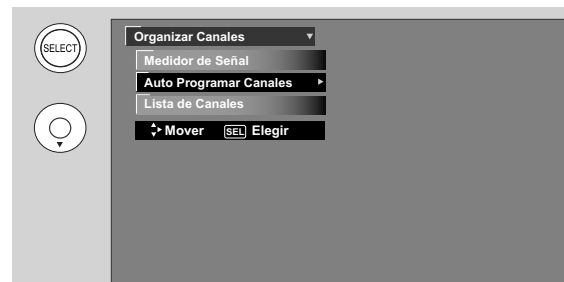 SELECT
Organizar Canales
Medidor de Señal
Auto Programar Canales
Lista de Canales
Mover SEL Elegir